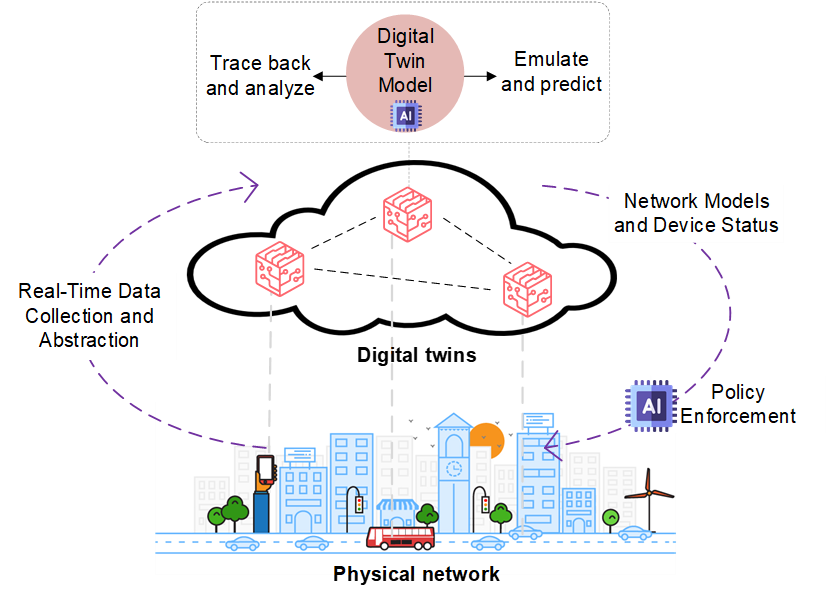 Digital
Twin
Model
AI
Trace back
and analyze
Emulate
and predict
Network Models
and Device Status
Real-Time Data
Collection and
Abstraction
Digital twins
AI
Policy
Enforcement
Physical network